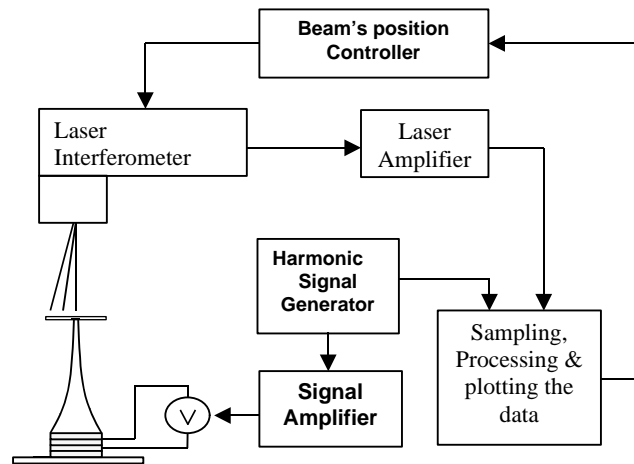 Beam's position
Controller
Laser
Interferometer
Laser
Amplifier
Harmonic
Signal
Generator
Sampling,
Processing &
plotting the
data
Signal
Amplifier
V